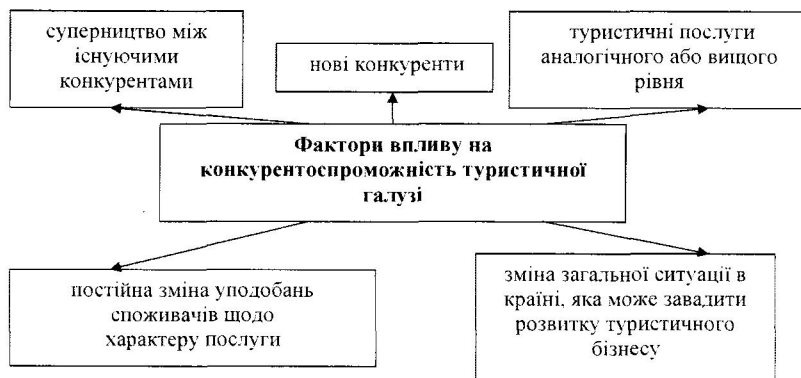 суперництво між
існуючими
конкурентами
нові конкуренти
туристичні послуги
аналогічного або вищого
рівня
Фактори впливу на
конкурентоспроможність туристичної
галузі
постійна зміна уподобань
споживачів щодо
характеру послуги
зміна загальної ситуації в
країні, яка може завадити
розвитку туристичного
бізнесу